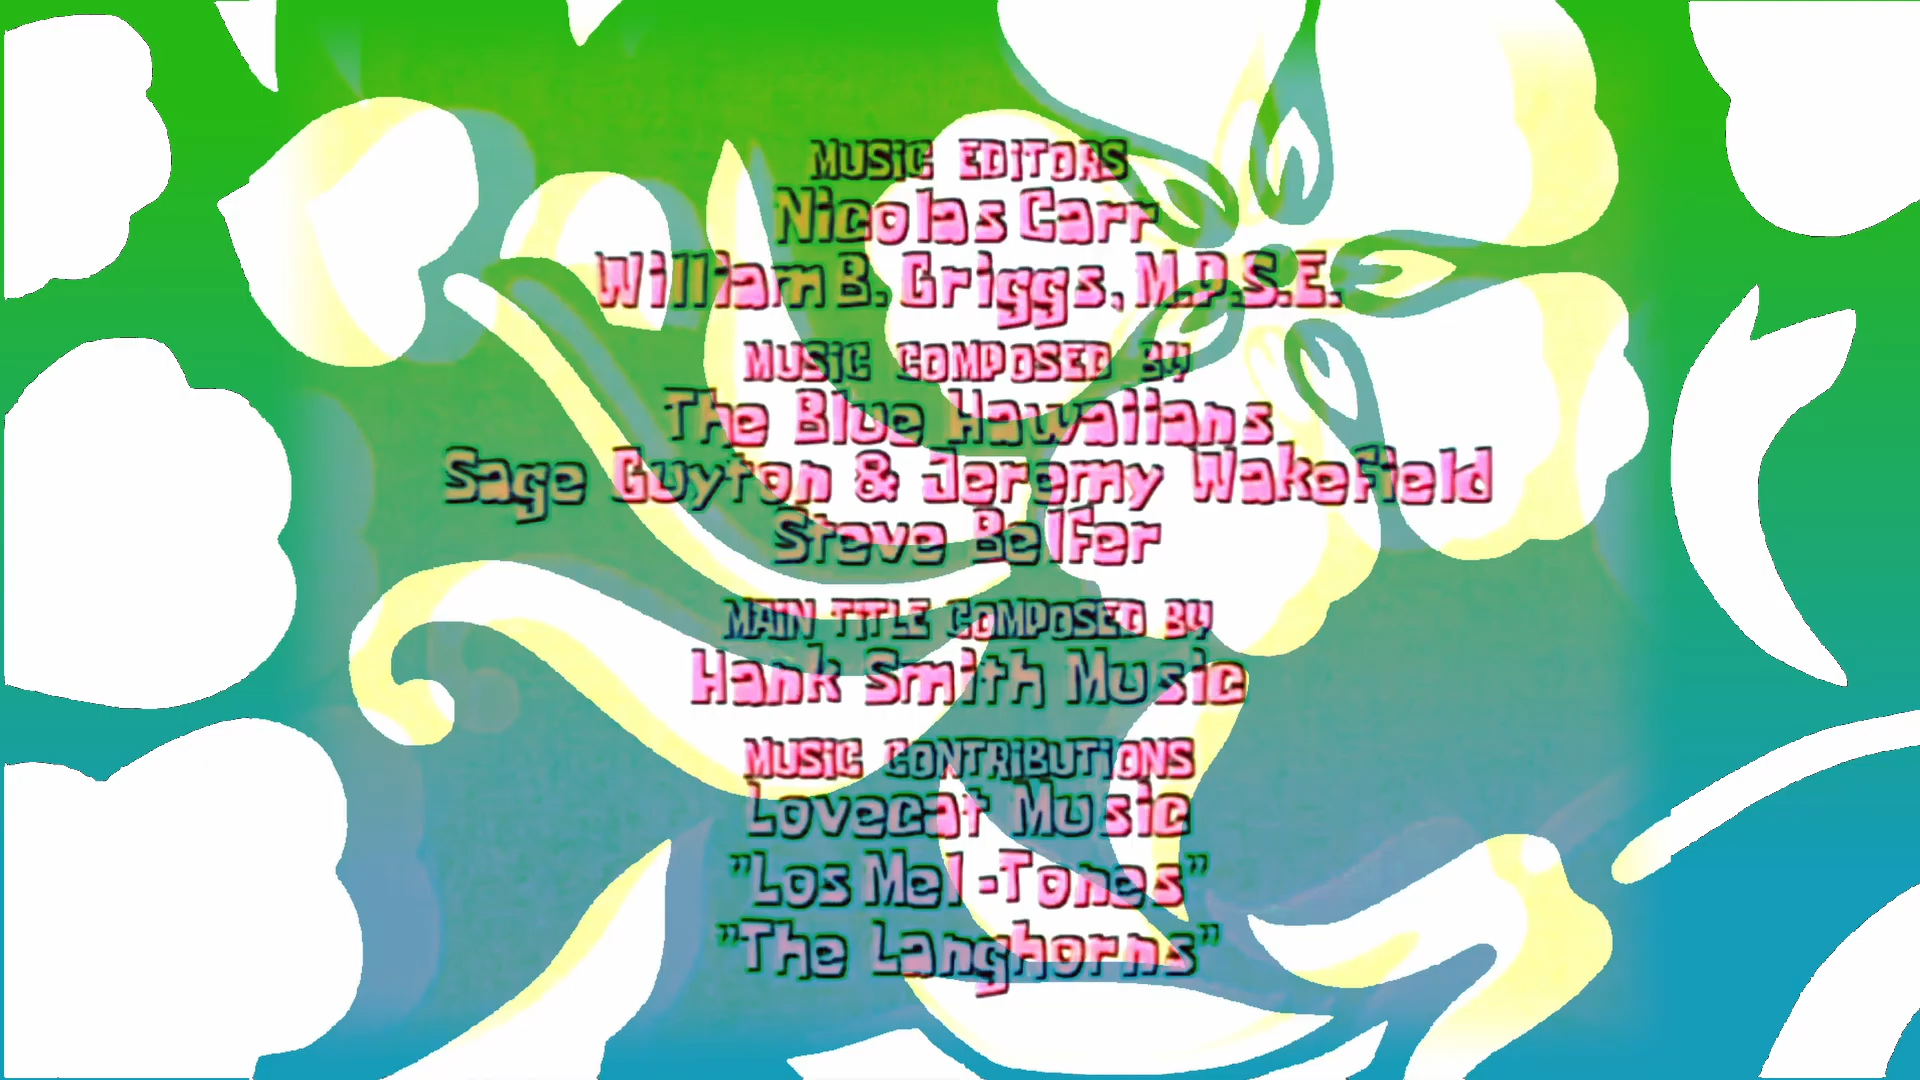 MUSiC EDITORS
Nicolas Carr
William B. Griggs, M.P.S.E.
MUSiC COMPOSED BY
The Blue Hawaiians
Sage Guyton & Jeremy Wakefield
Steve Belfer
MAIN TITLE COMPOSED BY
Hank Smith Music
MUSiC CONTRiBUTiONS
Lovecat Music
"Los Mel-Tones"
"The Langhorns"